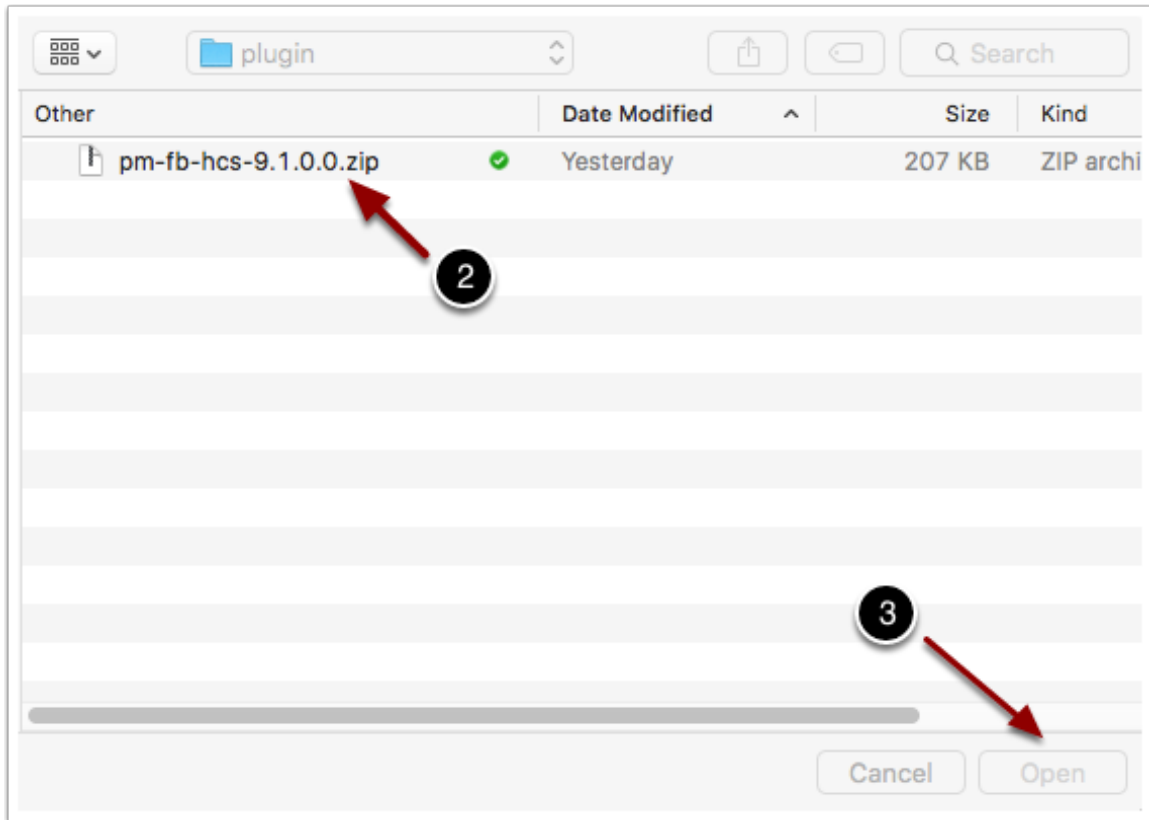 plugin Search
Other Date Modified Size Kind
pm-fb-hcs-9.1.0.0.zip Yesterday 207 KB ZIP archi
2
3
Cancel Open